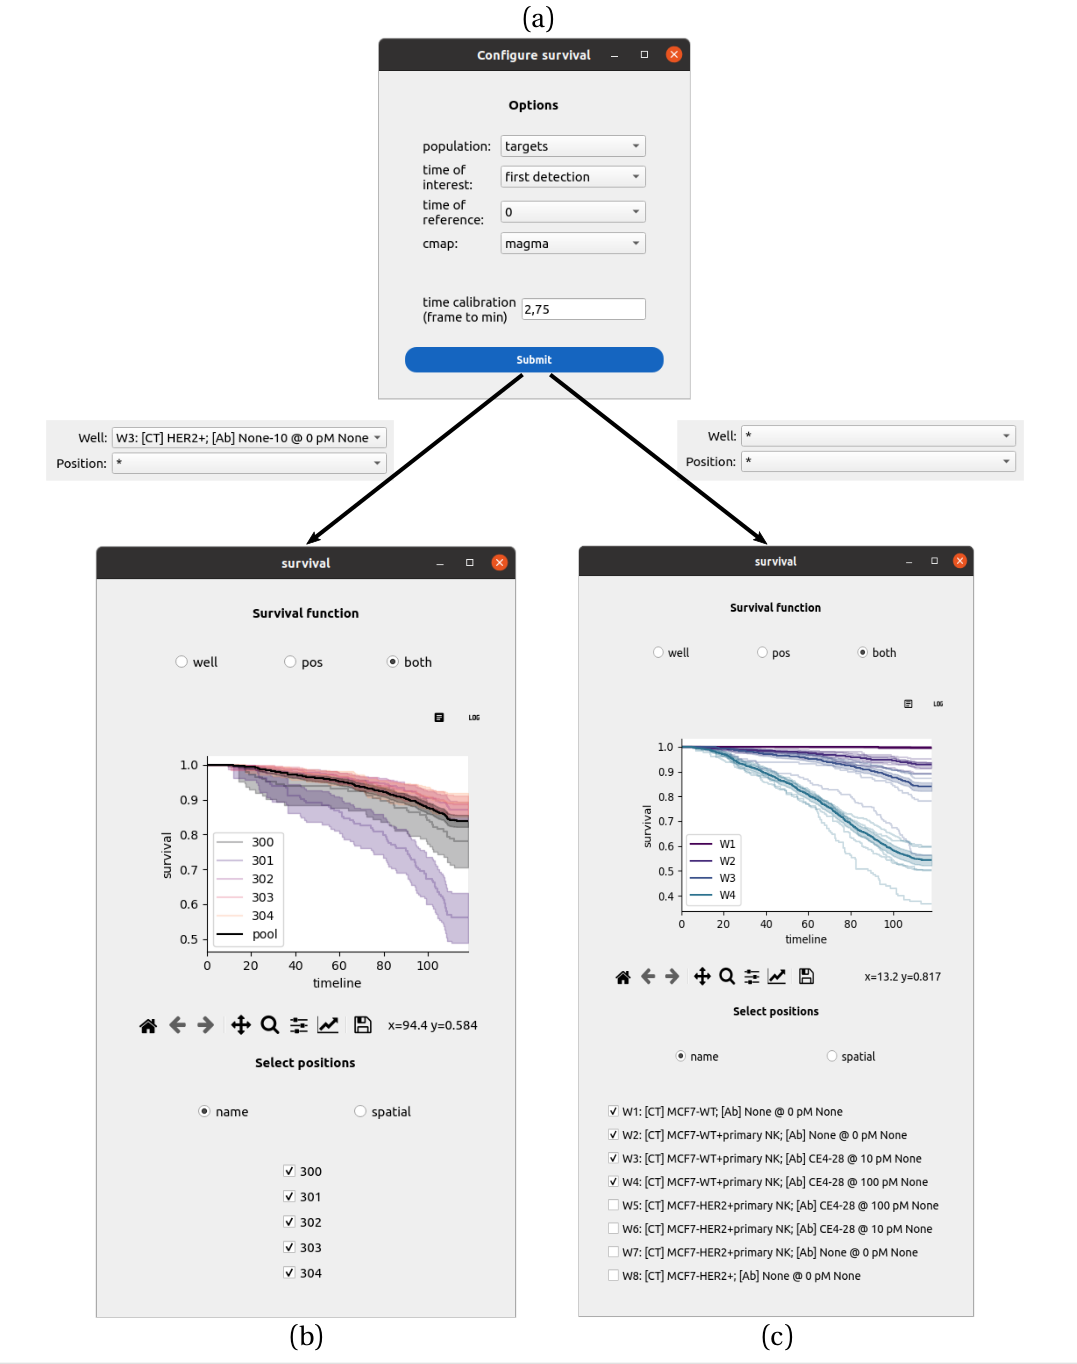 (a)
Configure survival
Options
population: targets
time of
interest: first detection
time of
reference: 0
cmap: magma
time calibration
(frame to min) 2,75
Submit
Well: W3: [CT] HER2+; [Ab] None-10 @ 0 pM None
Position: *
Well: *
Position: *
survival
Survival function
well pos both
LOG
1.0
0.9
0.8
0.7
0.6
0.5
survival
300
301
302
303
304
pool
0 20 40 60 80 100
timeline
x=94.4 y=0.584
Select positions
name spatial
300
301
302
303
304
(b)
survival
Survival function
well pos both
LOG
1.0
0.9
0.8
0.7
0.6
0.5
0.4
survival
W1
W2
W3
W4
0 20 40 60 80 100
timeline
x=13.2 y=0.817
Select positions
name spatial
W1: [CT] MCF7-WT; [Ab] None @ 0 pM None
W2: [CT] MCF7-WT+primary NK; [Ab] None @ 0 pM None
W3: [CT] MCF7-WT+primary NK; [Ab] CE4-28 @ 10 pM None
W4: [CT] MCF7-WT+primary NK; [Ab] CE4-28 @ 100 pM None
W5: [CT] MCF7-HER2+primary NK; [Ab] CE4-28 @ 100 pM None
W6: [CT] MCF7-HER2+primary NK; [Ab] CE4-28 @ 10 pM None
W7: [CT] MCF7-HER2+primary NK; [Ab] None @ 0 pM None
W8: [CT] MCF7-HER2+; [Ab] None @ 0 pM None
(c)